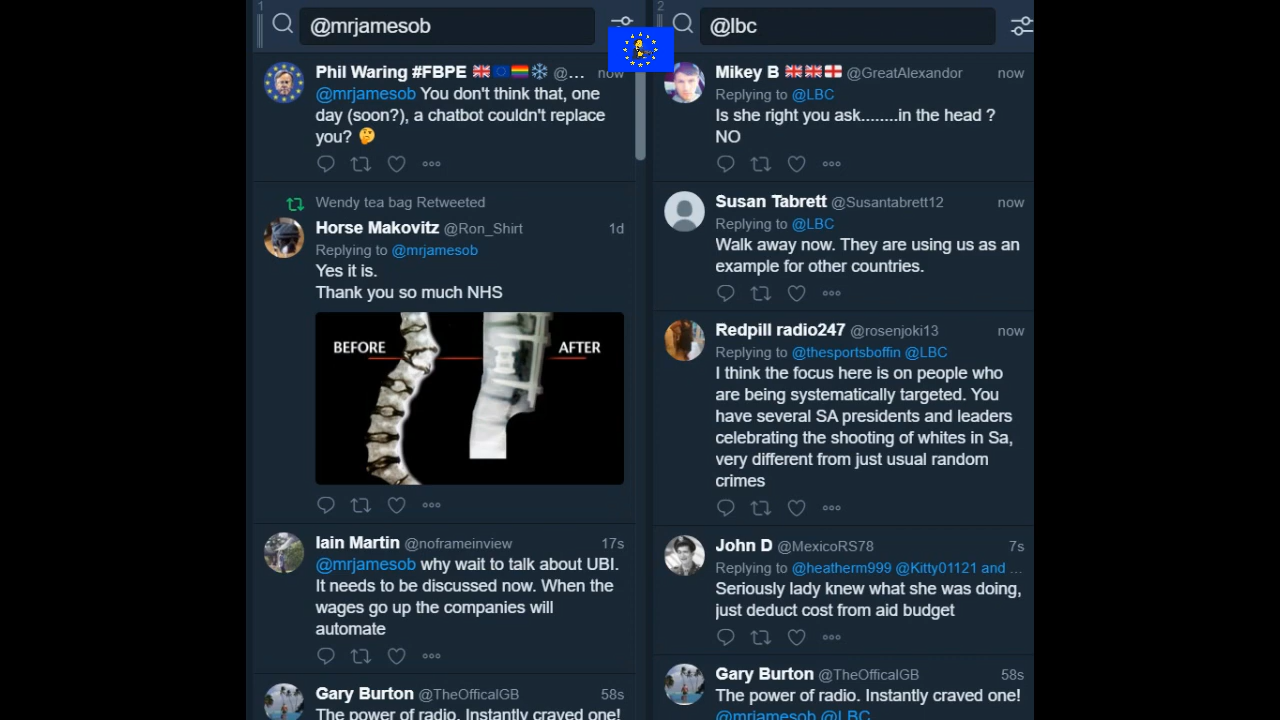 1
@mrjamesob
Phil Waring #FBPE @... now
@mrjamesob You don't think that, one
day (soon?), a chatbot couldn't replace
you?
Wendy tea bag Retweeted
Horse Makovitz @Ron_Shirt 1d
Replying to @mrjamesob
Yes it is.
Thank you so much NHS
BEFORE AFTER
Iain Martin @noframeinview 17s
@mrjamesob why wait to talk about UBI.
It needs to be discussed now. When the
wages go up the companies will
automate
Gary Burton @TheOfficalGB 58s
The power of radio. Instantly craved one!
2
@lbc
Mikey B @GreatAlexandor now
Replying to @LBC
Is she right you ask........in the head ?
NO
Susan Tabrett @Susantabrett12 now
Replying to @LBC
Walk away now. They are using us as an
example for other countries.
Redpill radio247 @rosenjoki13 now
Replying to @thesportsboffin @LBC
I think the focus here is on people who
are being systematically targeted. You
have several SA presidents and leaders
celebrating the shooting of whites in Sa,
very different from just usual random
crimes
John D @MexicoRS78 7s
Replying to @heatherm999 @Kitty01121 and ...
Seriously lady knew what she was doing,
just deduct cost from aid budget
Gary Burton @TheOfficalGB 58s
The power of radio. Instantly craved one!
@mrjamesob @LBC